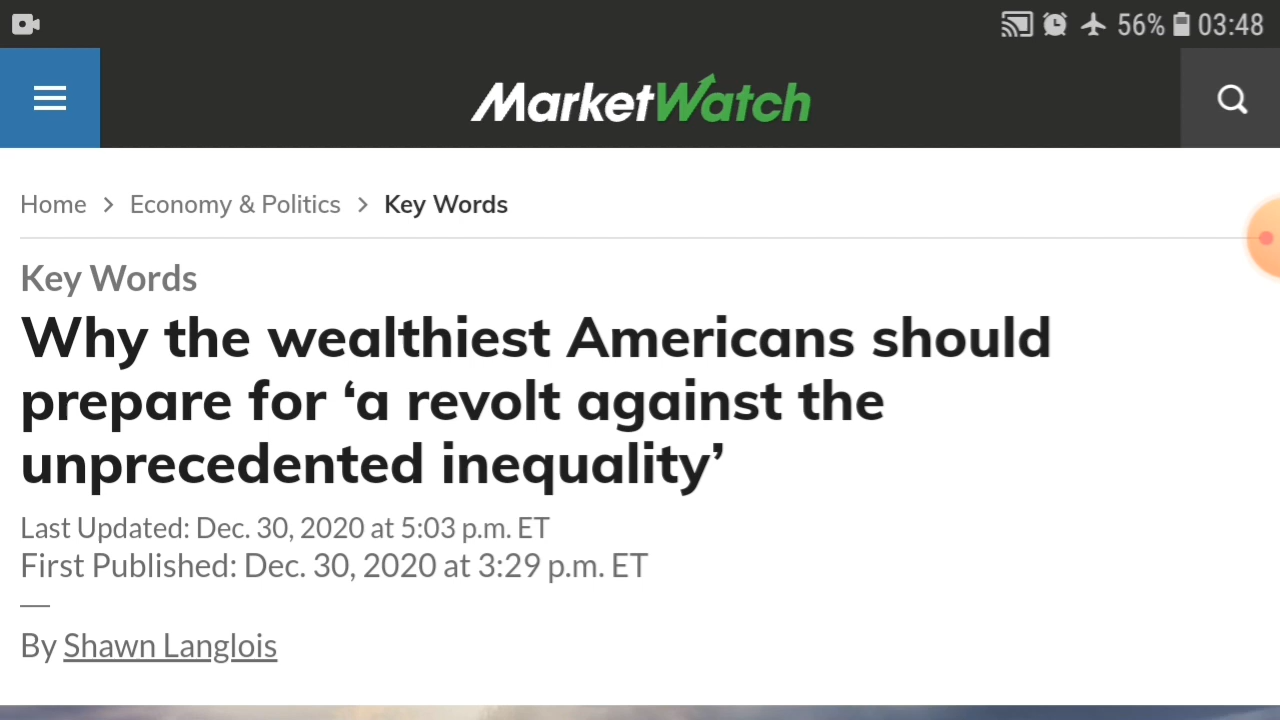 56% 03:48
MarketWatch
Home > Economy & Politics > Key Words
Key Words
Why the wealthiest Americans should
prepare for ‘a revolt against the
unprecedented inequality’
Last Updated: Dec. 30, 2020 at 5:03 p.m. ET
First Published: Dec. 30, 2020 at 3:29 p.m. ET
By Shawn Langlois